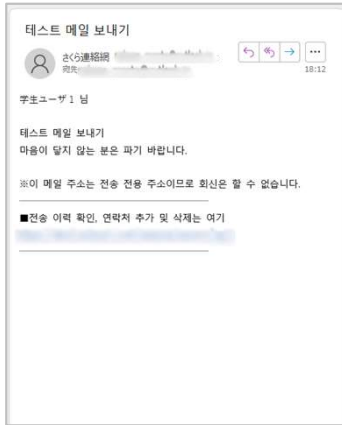 테스트 메일 보내기
さくら連絡網
宛先
18:12
学生ユーザ1 님
테스트 메일 보내기
마음이 닿지 않는 분은 파기 바랍니다.
※이 메일 주소는 전송 전용 주소이므로 회신은 할 수 없습니다.
■전송 이력 확인, 연락처 추가 및 삭제는 여기